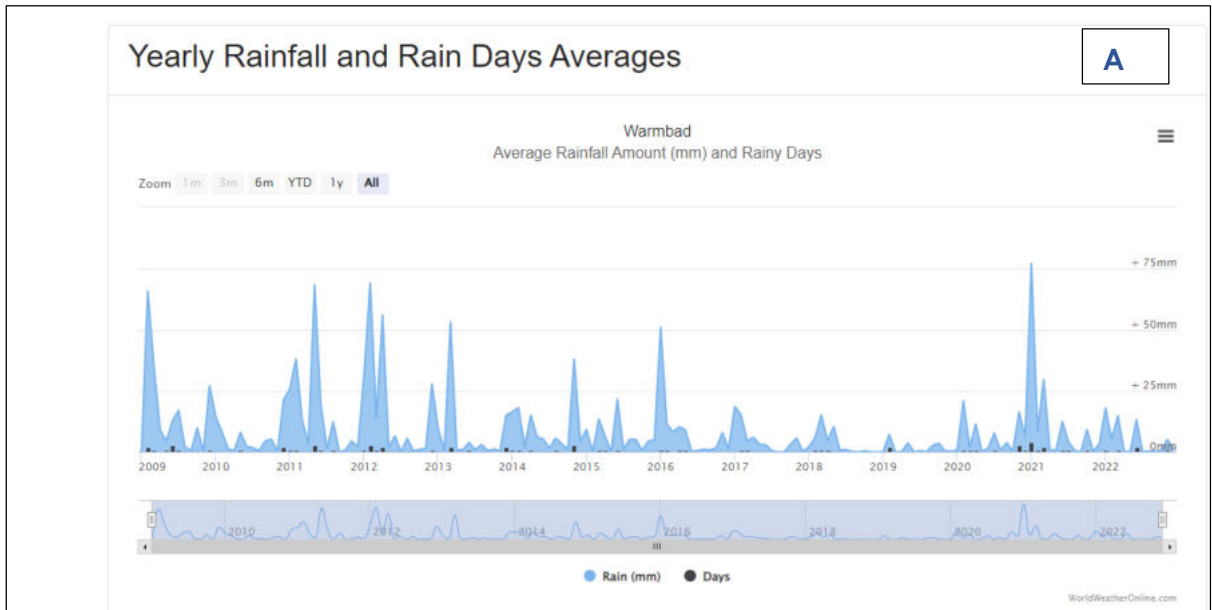 Yearly Rainfall and Rain Days Averages
A
Warmbad
Average Rainfall Amount (mm) and Rainy Days
Zoom 1m 3m 6m YTD 1y All
75mm
50mm
25mm
0mm
2009 2010 2011 2012 2013 2014 2015 2016 2017 2018 2019 2020 2021 2022
2010 2012 2014 2016 2018 2020 2022
Rain (mm) Days
WorldWeatherOnline.com